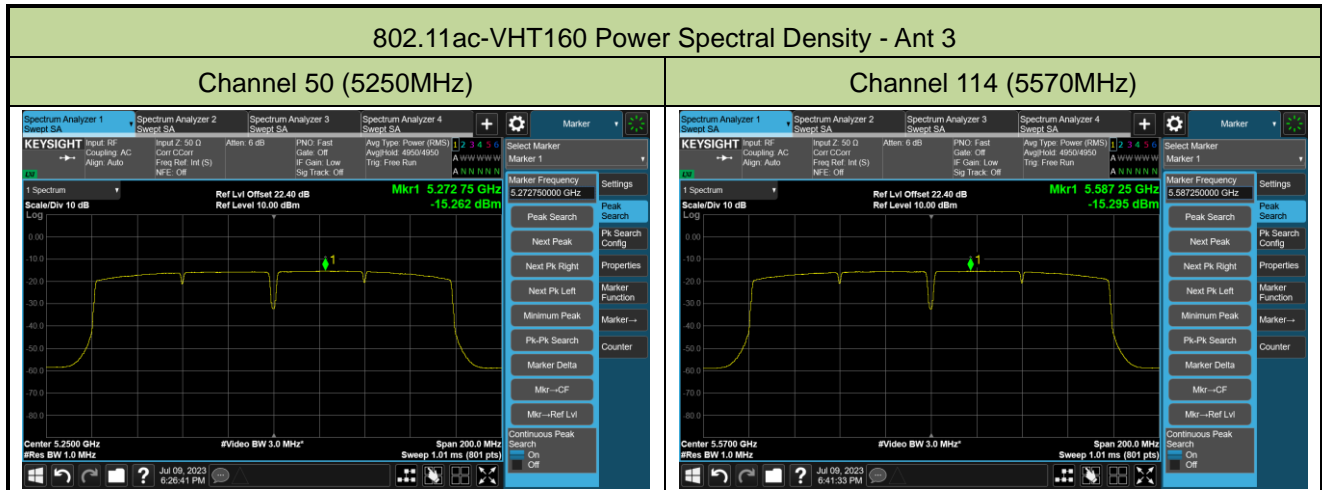 802.11ac-VHT160 Power Spectral Density - Ant 3
Channel 50 (5250MHz)
Spectrum Analyzer 1
Swept SA
Spectrum Analyzer 2
Swept SA
Spectrum Analyzer 3
Swept SA
Spectrum Analyzer 4
Swept SA
+
Marker
KEYSIGHT
Input: RF
Coupling: AC
Align: Auto
Input Z: 50 Ω
Corr CCorr
Freq Ref: Int (S)
NFE: Off
Atten: 6 dB
PNO: Fast
Gate: Off
IF Gain: Low
Sig Track: Off
Avg Type: Power (RMS)
Avg|Hold: 4950/4950
Trig: Free Run
1 2 3 4 5 6
A W W W W W
A N N N N N
Select Marker
Marker 1
LXI
1 Spectrum
Scale/Div 10 dB
Log
Ref Lvl Offset 22.40 dB
Ref Level 10.00 dBm
Mkr1 5.272 75 GHz
-15.262 dBm
Marker Frequency
5.272750000 GHz
Settings
Peak Search
Next Peak
Next Pk Right
Next Pk Left
Minimum Peak
Pk-Pk Search
Marker Delta
Mkr→CF
Mkr→Ref Lvl
Continuous Peak
Search
On
Off
Peak
Search
Pk Search
Config
Properties
Marker
Function
Marker→
Counter
0.00
-10.0
-20.0
-30.0
-40.0
-50.0
-60.0
-70.0
-80.0
1
Center 5.2500 GHz
#Res BW 1.0 MHz
#Video BW 3.0 MHz*
Span 200.0 MHz
Sweep 1.01 ms (801 pts)
?
Jul 09, 2023
6:26:41 PM
Channel 114 (5570MHz)
Spectrum Analyzer 1
Swept SA
Spectrum Analyzer 2
Swept SA
Spectrum Analyzer 3
Swept SA
Spectrum Analyzer 4
Swept SA
+
Marker
KEYSIGHT
Input: RF
Coupling: AC
Align: Auto
Input Z: 50 Ω
Corr CCorr
Freq Ref: Int (S)
NFE: Off
Atten: 6 dB
PNO: Fast
Gate: Off
IF Gain: Low
Sig Track: Off
Avg Type: Power (RMS)
Avg|Hold: 4950/4950
Trig: Free Run
1 2 3 4 5 6
A W W W W W
A N N N N N
Select Marker
Marker 1
LXI
1 Spectrum
Scale/Div 10 dB
Log
Ref Lvl Offset 22.40 dB
Ref Level 10.00 dBm
Mkr1 5.587 25 GHz
-15.295 dBm
Marker Frequency
5.587250000 GHz
Settings
Peak Search
Next Peak
Next Pk Right
Next Pk Left
Minimum Peak
Pk-Pk Search
Marker Delta
Mkr→CF
Mkr→Ref Lvl
Continuous Peak
Search
On
Off
Peak
Search
Pk Search
Config
Properties
Marker
Function
Marker→
Counter
0.00
-10.0
-20.0
-30.0
-40.0
-50.0
-60.0
-70.0
-80.0
1
Center 5.5700 GHz
#Res BW 1.0 MHz
#Video BW 3.0 MHz*
Span 200.0 MHz
Sweep 1.01 ms (801 pts)
?
Jul 09, 2023
6:41:33 PM